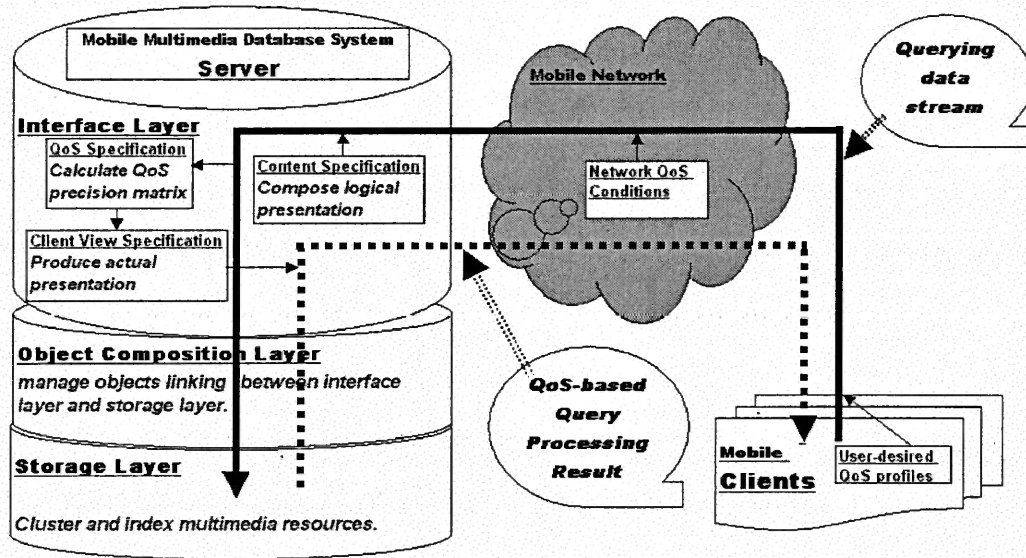 Mobile Multimedia Database System
Server
Interface Layer
QoS Specification
Calculate QoS
precision matrix
Content Specification
Compose logical
presentation
Client View Specification
Produce actual
presentation
Object Composition Layer
manage objects linking between interface
layer and storage layer.
Storage Layer
Cluster and index multimedia resources.
Mobile Network
Network QoS
Conditions
Querying
data
stream
QoS-based
Query
Processing
Result
Mobile
Clients
User-desired
QoS profiles